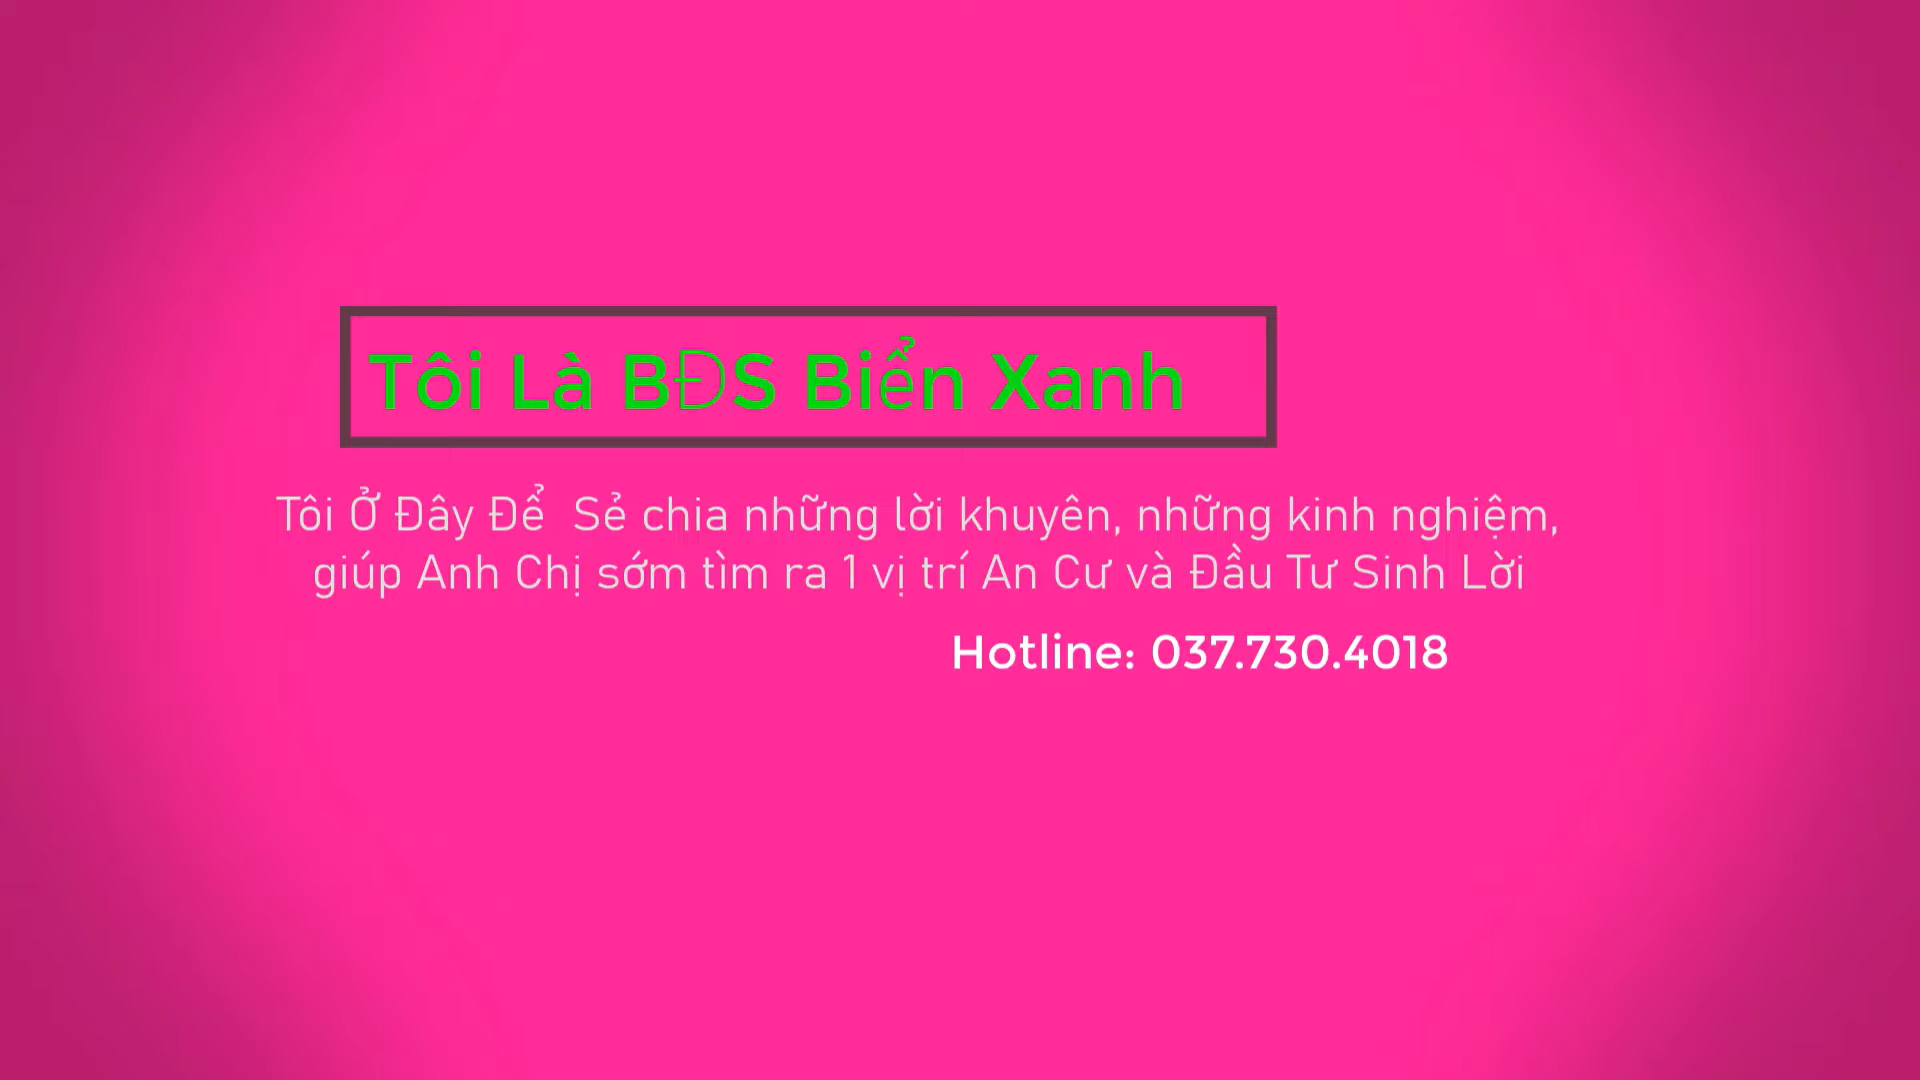 Tôi Là BĐS Biển Xanh
Tôi Ở Đây Để  Sẻ chia những lời khuyên, những kinh nghiệm,
giúp Anh Chị sớm tìm ra 1 vị trí An Cư và Đầu Tư Sinh Lời
Hotline: 037.730.4018